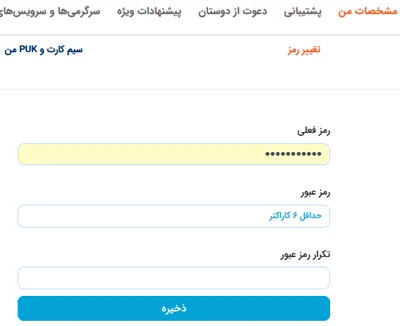 مشخصات من پشتیبانی دعوت از دوستان پیشنهادات ویژه سرگرمی‌ها و سرویس‌های
تغییر رمز سیم کارت و PUK من
رمز فعلی
•••••••••••
رمز عبور
حداقل ۶ کاراکتر
تکرار رمز عبور
ذخیره